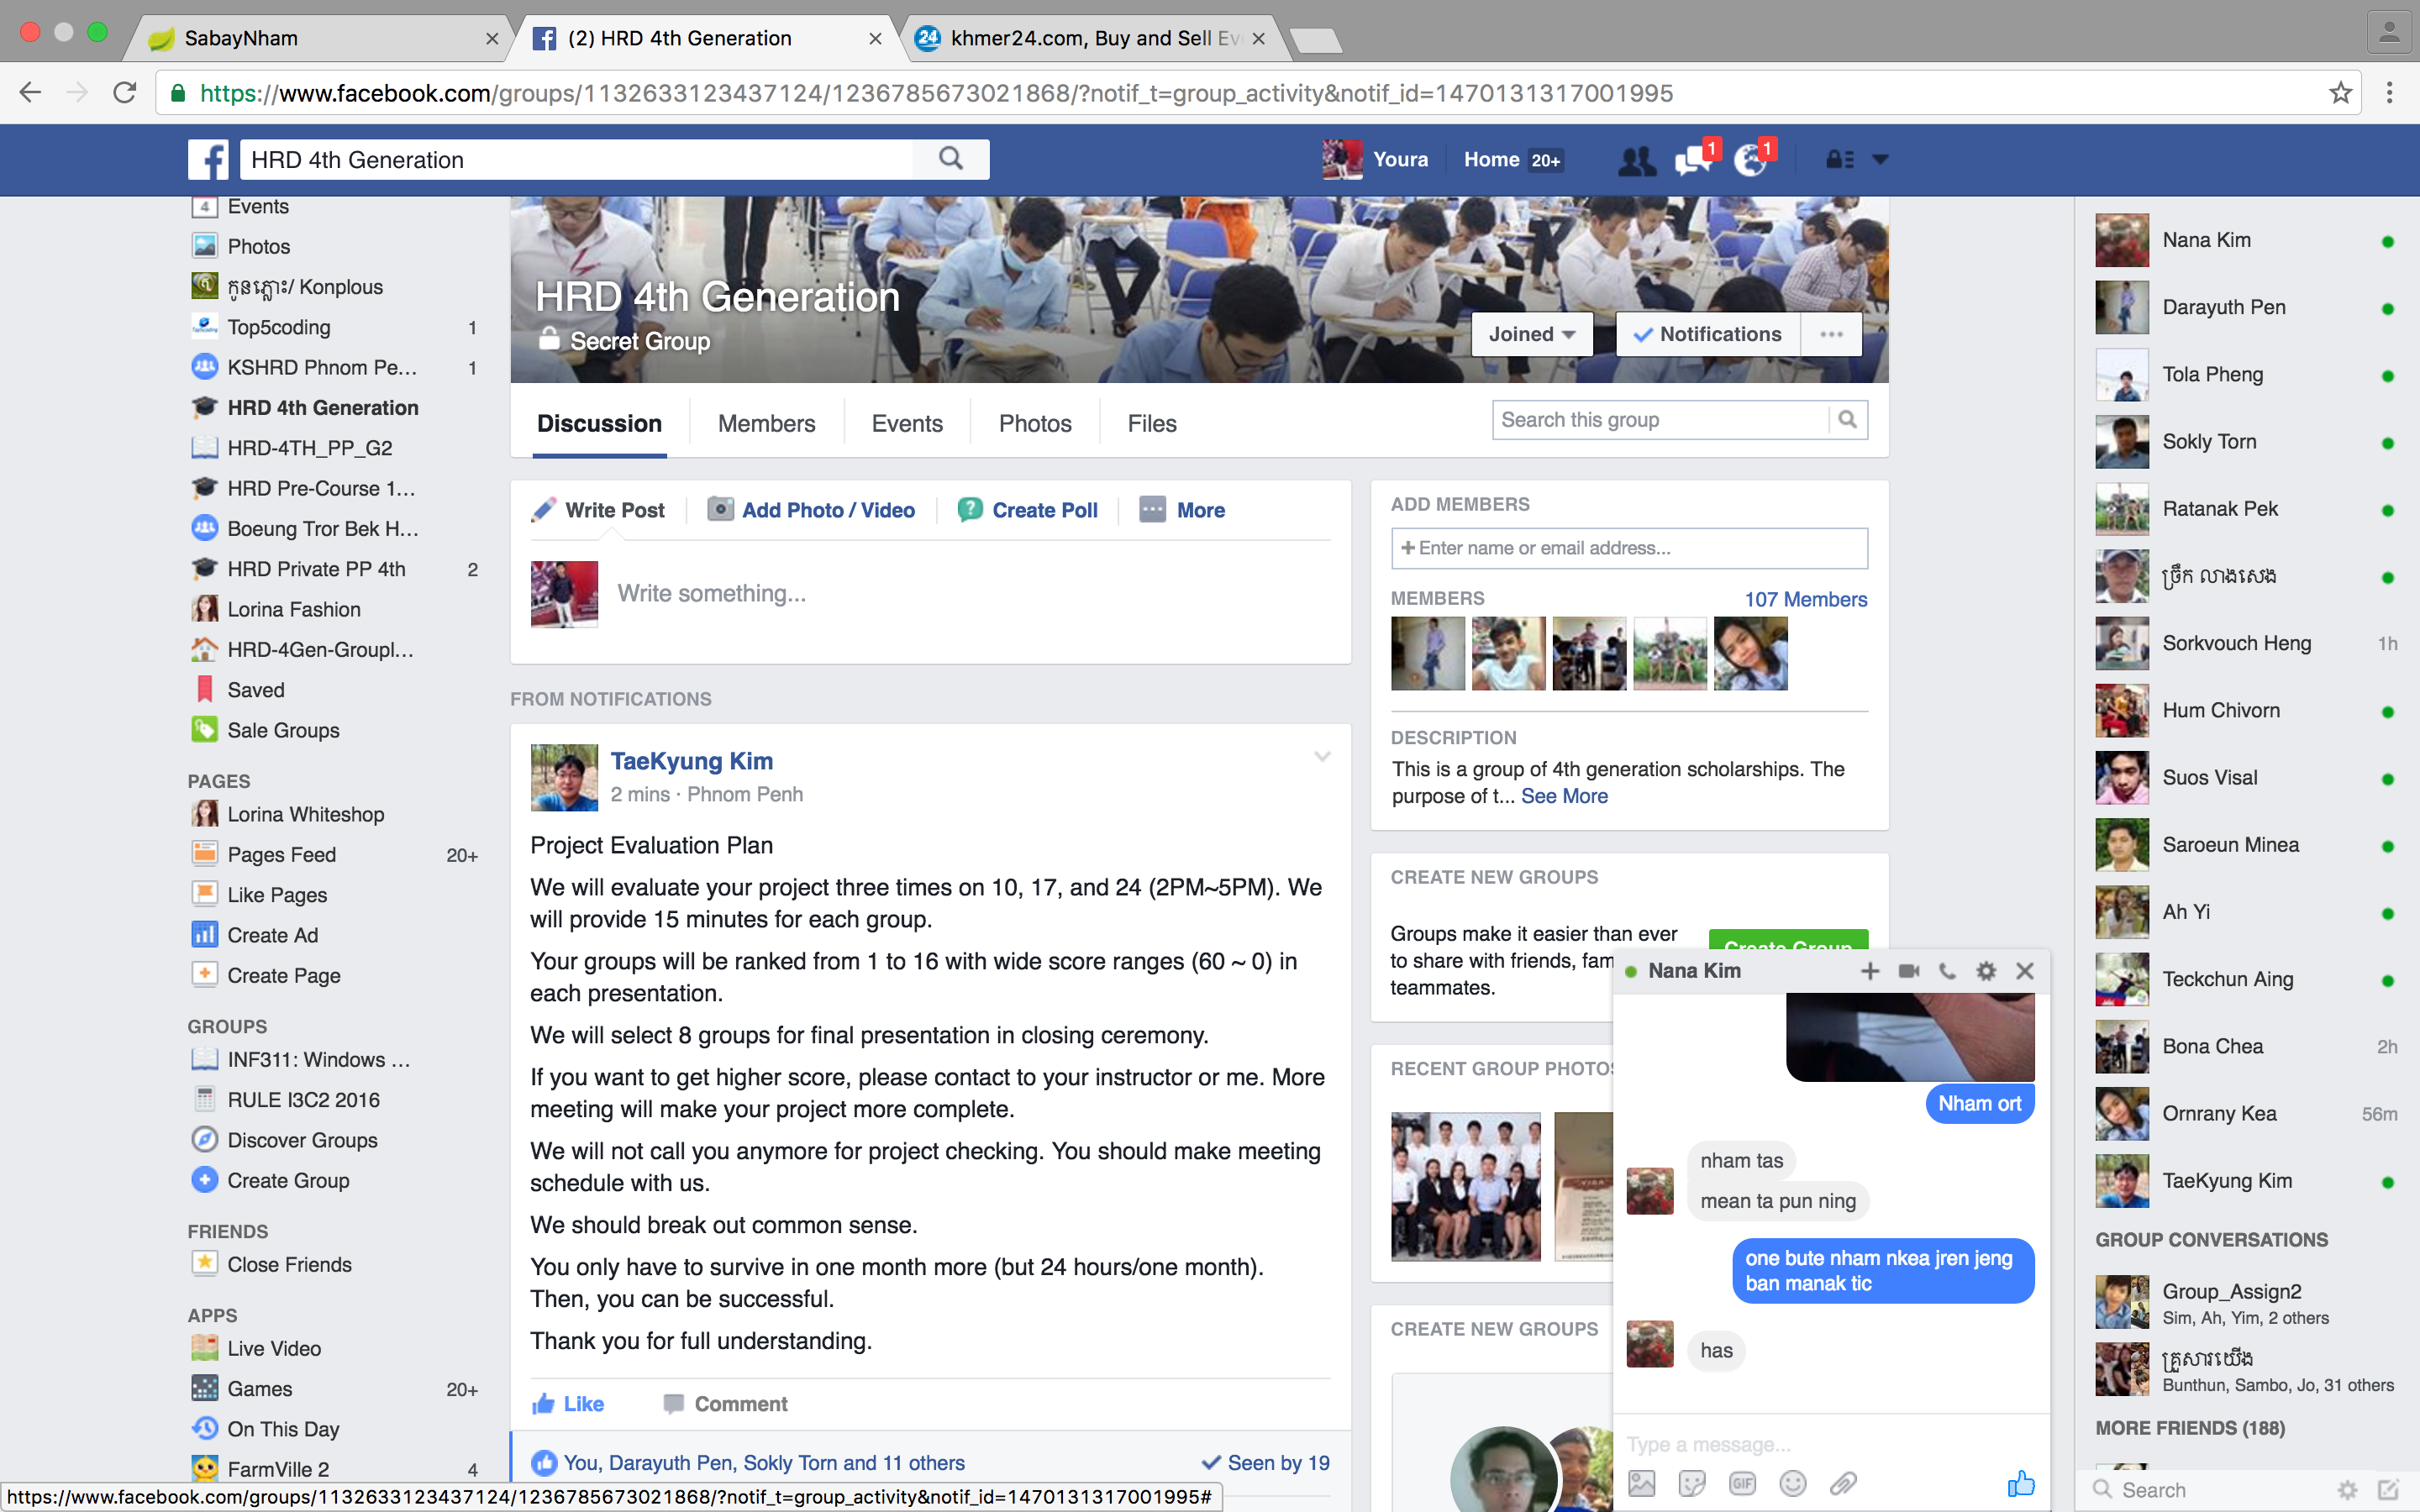 SabayNham
(2) HRD 4th Generation
khmer24.com, Buy and Sell Ev
https://www.facebook.com/groups/1132633123437124/1236785673021868/?notif_t=group_activity&notif_id=1470131317001995
HRD 4th Generation
Youra
Home 20+
1
1
4 Events
Photos
កូនភ្លោះ/ Konplous
Top5coding 1
KSHRD Phnom Pe... 1
HRD 4th Generation
HRD-4TH_PP_G2
HRD Pre-Course 1...
Boeung Tror Bek H...
HRD Private PP 4th 2
Lorina Fashion
HRD-4Gen-Groupl...
Saved
Sale Groups
PAGES
Lorina Whiteshop
Pages Feed 20+
Like Pages
Create Ad
Create Page
GROUPS
INF311: Windows ...
RULE I3C2 2016
Discover Groups
Create Group
FRIENDS
Close Friends
APPS
Live Video
Games 20+
On This Day
FarmVille 2 4
HRD 4th Generation
Secret Group
Joined
Notifications
Discussion
Members
Events
Photos
Files
Search this group
Write Post
Add Photo / Video
Create Poll
More
Write something...
FROM NOTIFICATIONS
TaeKyung Kim
2 mins · Phnom Penh
Project Evaluation Plan
We will evaluate your project three times on 10, 17, and 24 (2PM~5PM). We
will provide 15 minutes for each group.
Your groups will be ranked from 1 to 16 with wide score ranges (60 ~ 0) in
each presentation.
We will select 8 groups for final presentation in closing ceremony.
If you want to get higher score, please contact to your instructor or me. More
meeting will make your project more complete.
We will not call you anymore for project checking. You should make meeting
schedule with us.
We should break out common sense.
You only have to survive in one month more (but 24 hours/one month).
Then, you can be successful.
Thank you for full understanding.
Like
Comment
You, Darayuth Pen, Sokly Torn and 11 others
Seen by 19
ADD MEMBERS
+ Enter name or email address...
MEMBERS
107 Members
DESCRIPTION
This is a group of 4th generation scholarships. The
purpose of t... See More
CREATE NEW GROUPS
Groups make it easier than ever
to share with friends, fam
teammates.
Create Group
RECENT GROUP PHOTOS
CREATE NEW GROUPS
Nana Kim
Nham ort
nham tas
mean ta pun ning
one bute nham nkea jren jeng
ban manak tic
has
Type a message...
GIF
Nana Kim
Darayuth Pen
Tola Pheng
Sokly Torn
Ratanak Pek
ច្រឹក លាងសេង
Sorkvouch Heng 1h
Hum Chivorn
Suos Visal
Saroeun Minea
Ah Yi
Teckchun Aing
Bona Chea 2h
Ornrany Kea 56m
TaeKyung Kim
GROUP CONVERSATIONS
Group_Assign2
Sim, Ah, Yim, 2 others
គ្រួសារយើង
Bunthun, Sambo, Jo, 31 others
MORE FRIENDS (188)
Search
https://www.facebook.com/groups/1132633123437124/1236785673021868/?notif_t=group_activity&notif_id=1470131317001995#